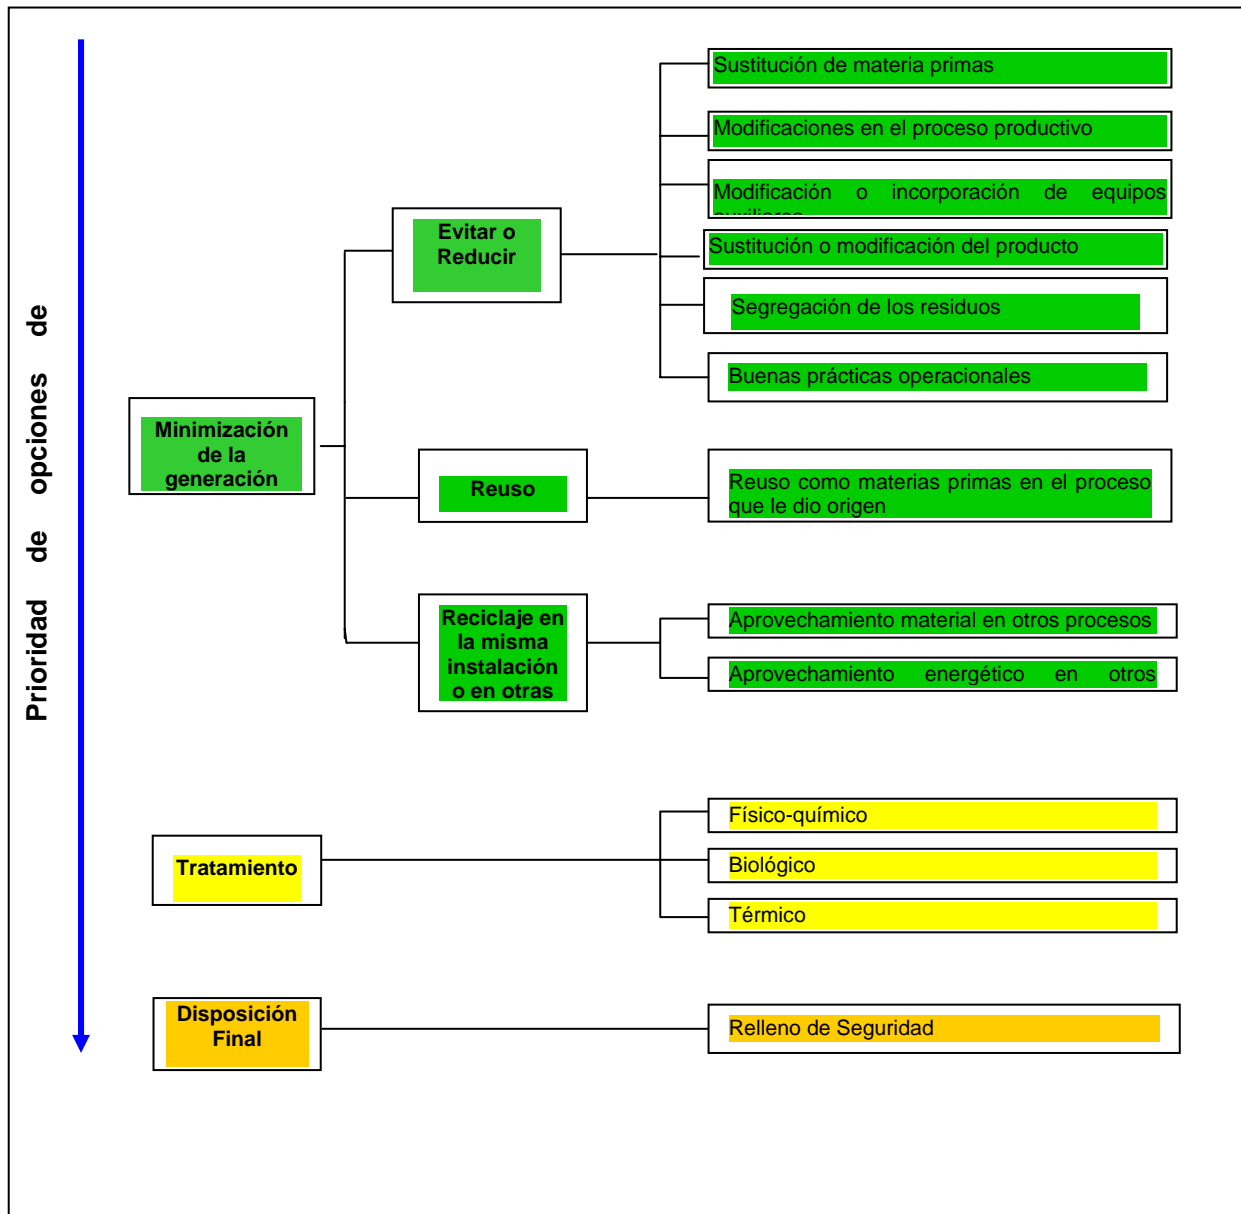 Prioridad de opciones de
Minimización
de la
generación
Evitar o
Reducir
Sustitución de materia primas
Modificaciones en el proceso productivo
Modificación o incorporación de equipos
Sustitución o modificación del producto
Segregación de los residuos
Buenas prácticas operacionales
Reuso
Reuso como materias primas en el proceso
que le dio origen
Reciclaje en
la misma
instalación
o en otras
Aprovechamiento material en otros procesos
Aprovechamiento energético en otros
Tratamiento
Físico-químico
Biológico
Térmico
Disposición
Final
Relleno de Seguridad